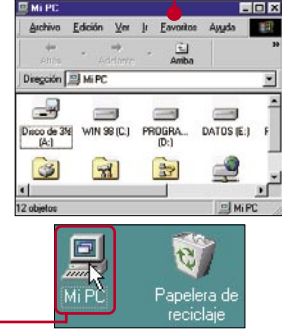 Mi PC
Archivo Edición Ver Ir Favoritos Ayuda
Atrás Adelante Arriba
Dirección Mi PC
Disco de 3½ (A:) WIN 98 (C:) PROGRA... (D:) DATOS (E:)
12 objetos Mi PC
Mi PC Papelera de
reciclaje